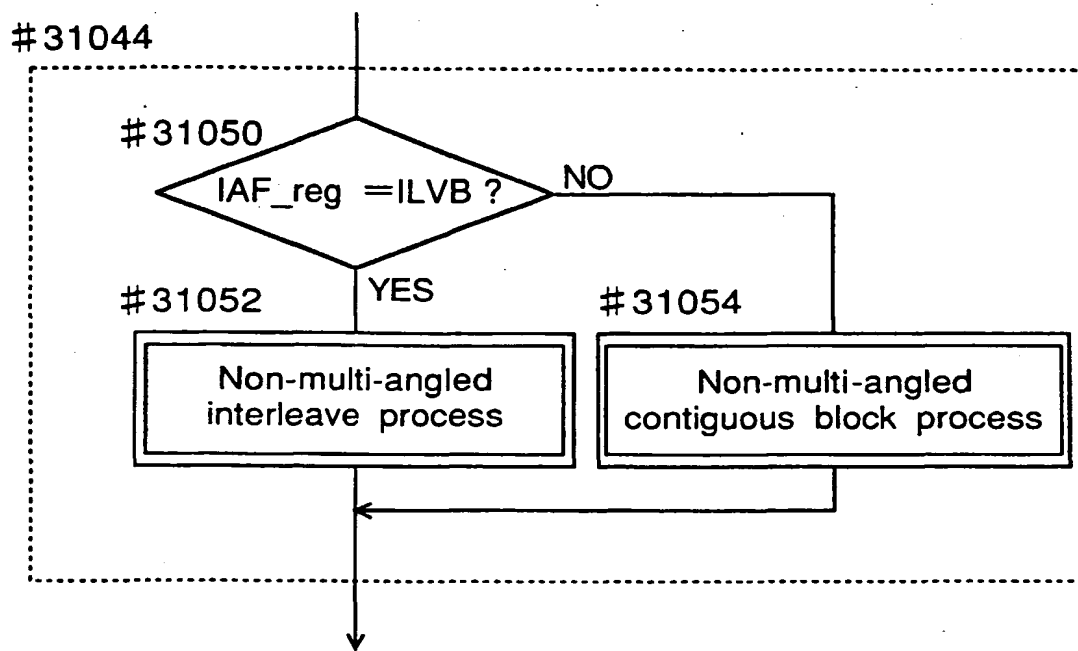 #31044
#31050
IAF_reg =ILVB ?
NO
YES
#31052
#31054
Non-multi-angled
interleave process
Non-multi-angled
contiguous block process